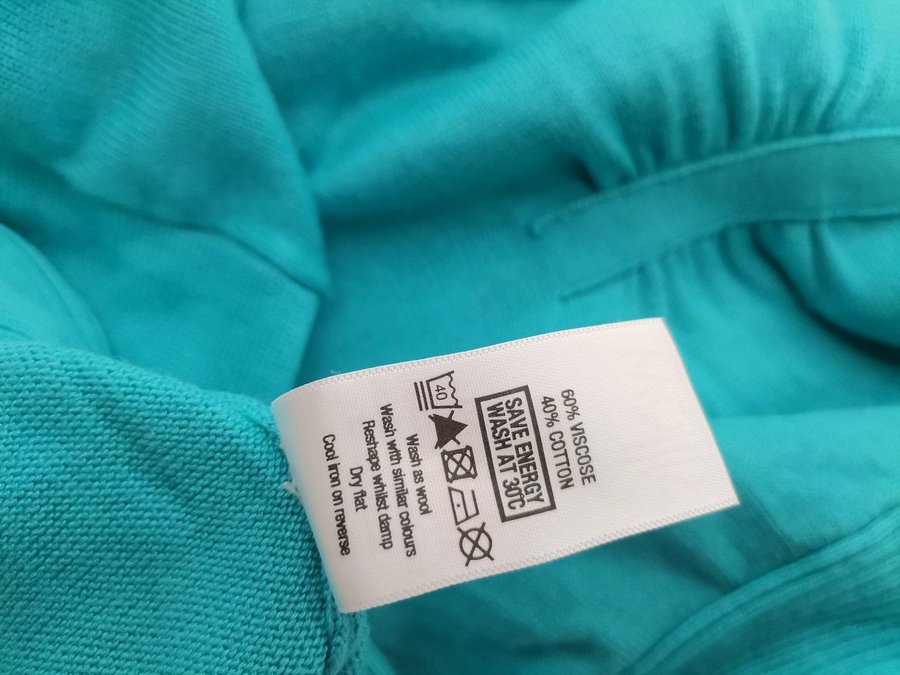 60% VISCOSE
40% COTTON
SAVE ENERGY
WASH AT 30°C
40
Wash as wool
Wash with similar colours
Reshape whilst damp
Dry flat
Cool iron on reverse